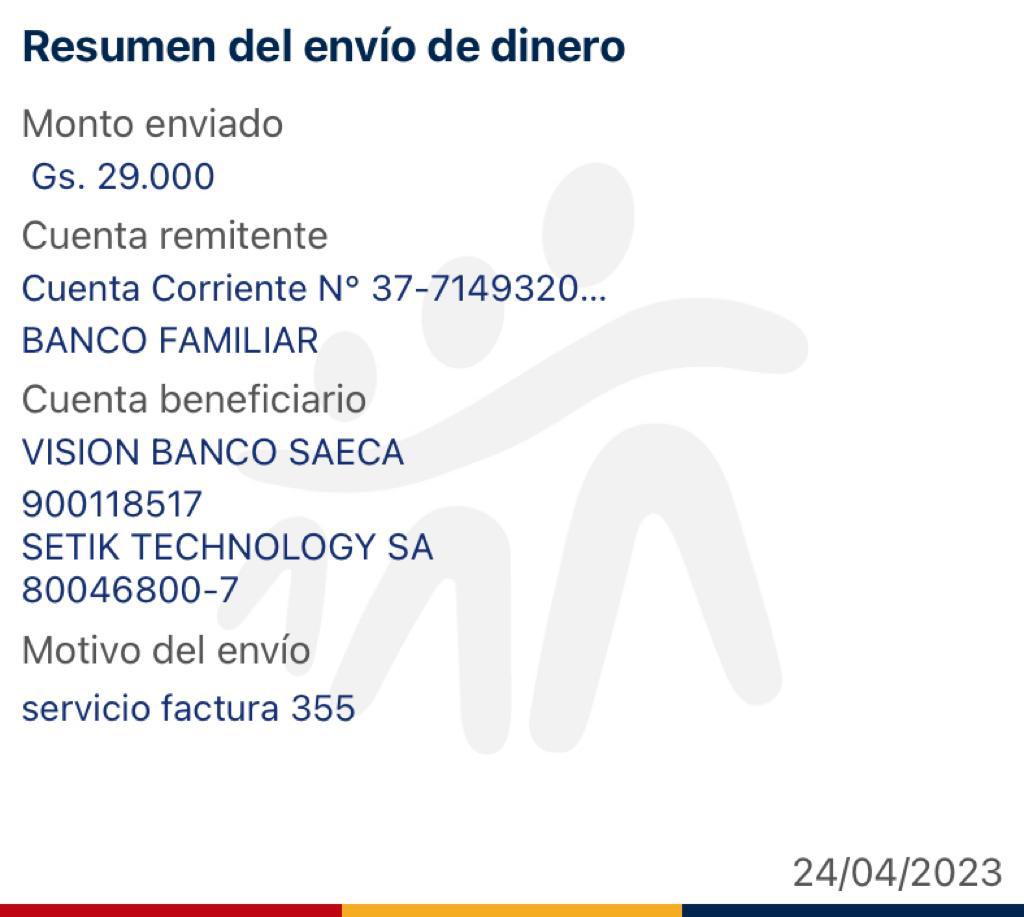 Resumen del envío de dinero
Monto enviado
Gs. 29.000
Cuenta remitente
Cuenta Corriente N° 37-7149320...
BANCO FAMILIAR
Cuenta beneficiario
VISION BANCO SAECA
900118517
SETIK TECHNOLOGY SA
80046800-7
Motivo del envío
servicio factura 355
24/04/2023